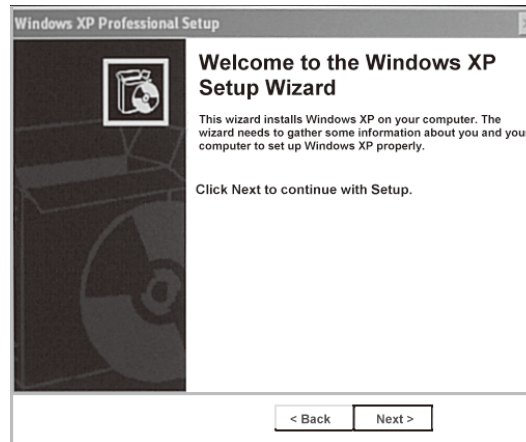 Windows XP Professional Setup
Welcome to the Windows XP
Setup Wizard
This wizard installs Windows XP on your computer. The
wizard needs to gather some information about you and your
computer to set up Windows XP properly.
Click Next to continue with Setup.
< Back
Next >